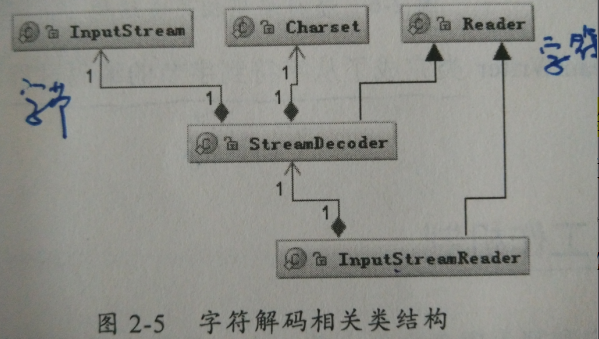 InputStream
Charset
Reader
字符
字节
1
1
1
1
StreamDecoder
1
1
InputStreamReader
图 2-5 字符解码相关类结构